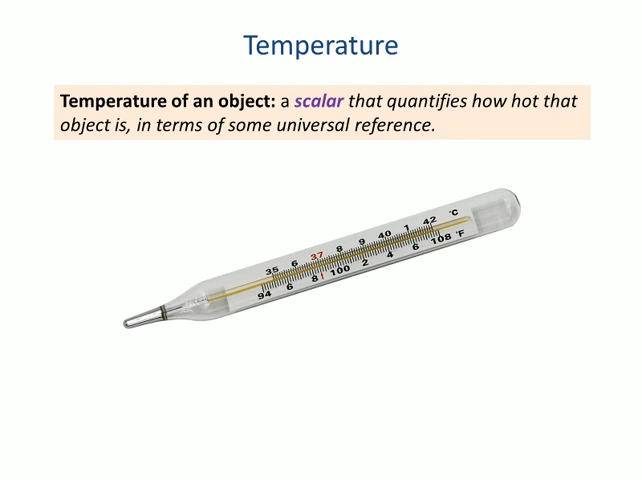 Temperature
Temperature of an object: a scalar that quantifies how hot that
object is, in terms of some universal reference.
35 6 37 8 9 40 1 42 °C
94 6 8 100 2 4 6 108 °F